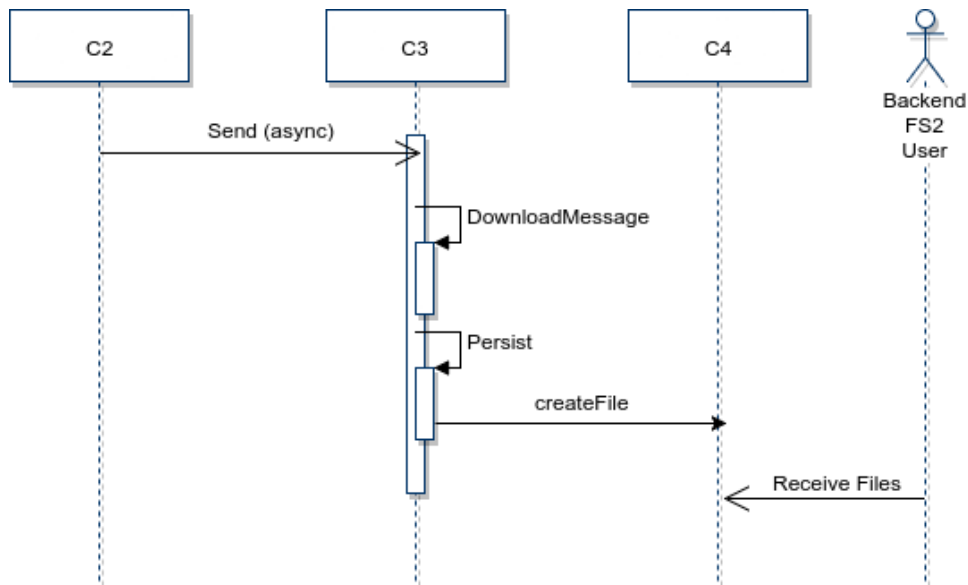 C2
C3
C4
Backend
FS2
User
Send (async)
DownloadMessage
Persist
createFile
Receive Files